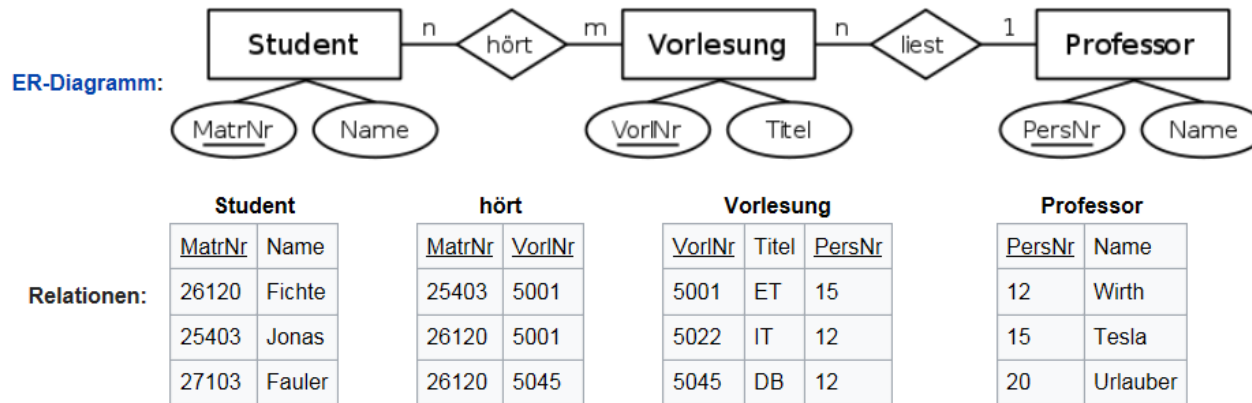 n m n 1
Student hört Vorlesung liest Professor
ER-Diagramm:
MatrNr Name VorlNr Titel PersNr Name
Student hört Vorlesung Professor
MatrNr Name MatrNr VorlNr VorlNr Titel PersNr PersNr Name
Relationen:
26120 Fichte 25403 5001 5001 ET 15 12 Wirth
25403 Jonas 26120 5001 5022 IT 12 15 Tesla
27103 Fauler 26120 5045 5045 DB 12 20 Urlauber